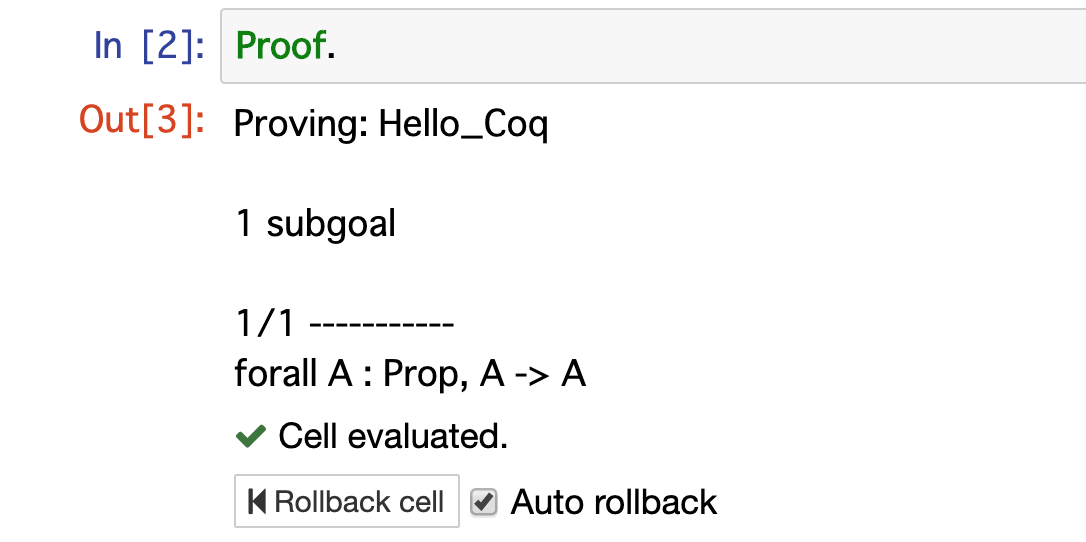 In [2]: Proof.
Out[3]: Proving: Hello_Coq
1 subgoal
1/1 -----------
forall A : Prop, A -> A
Cell evaluated.
Rollback cell Auto rollback